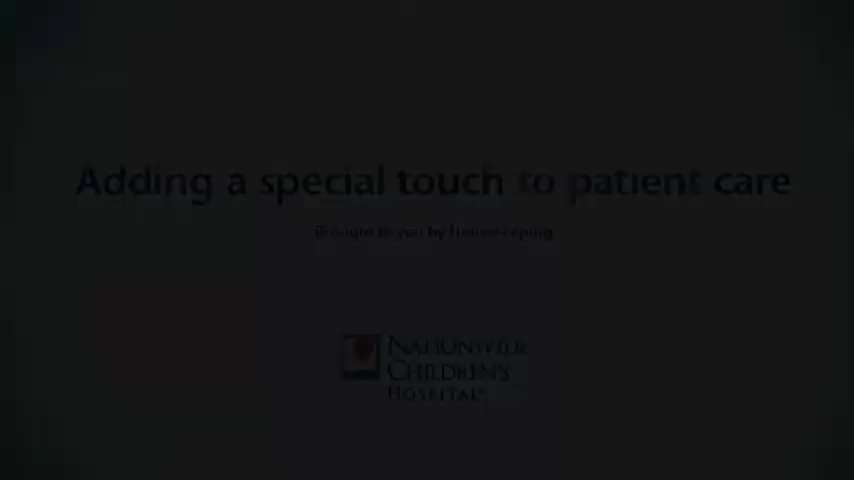 Adding a special touch to patient care
Brought to you by Housekeeping
NATIONWIDE
CHILDREN'S
HOSPITAL®